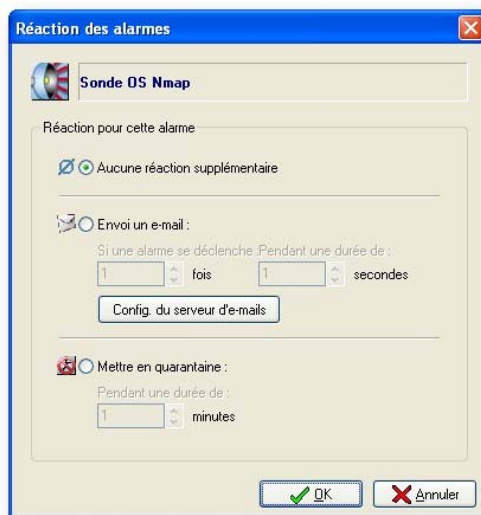 Réaction des alarmes
Sonde OS Nmap
Réaction pour cette alarme
Aucune réaction supplémentaire
Envoi un e-mail :
Si une alarme se déclenche :Pendant une durée de :
1 fois 1 secondes
Config. du serveur d'e-mails
Mettre en quarantaine :
Pendant une durée de :
1 minutes
OK Annuler